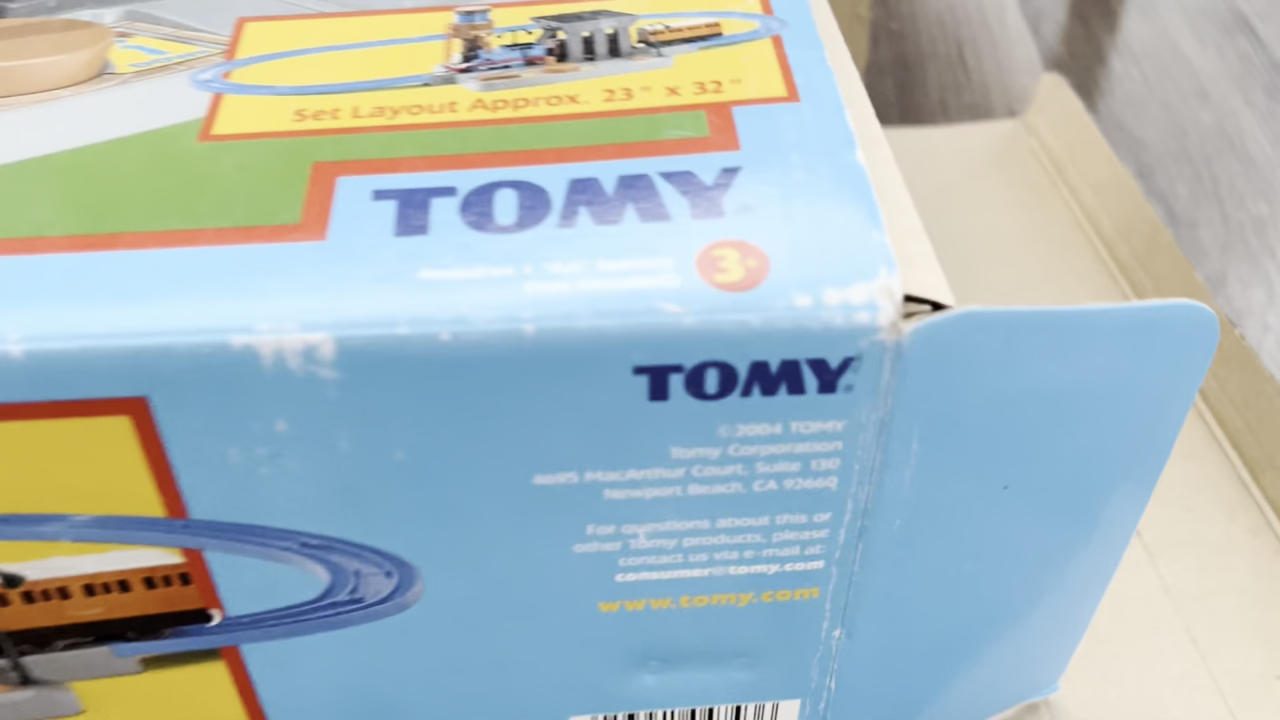 Set Layout Approx. 23" x 32"
TOMY
3+
TOMY
©2004 TOMY
Tomy Corporation
4695 MacArthur Court, Suite 130
Newport Beach, CA 92660
For questions about this or
other Tomy products, please
contact us via e-mail at:
consumer@tomy.com
www.tomy.com